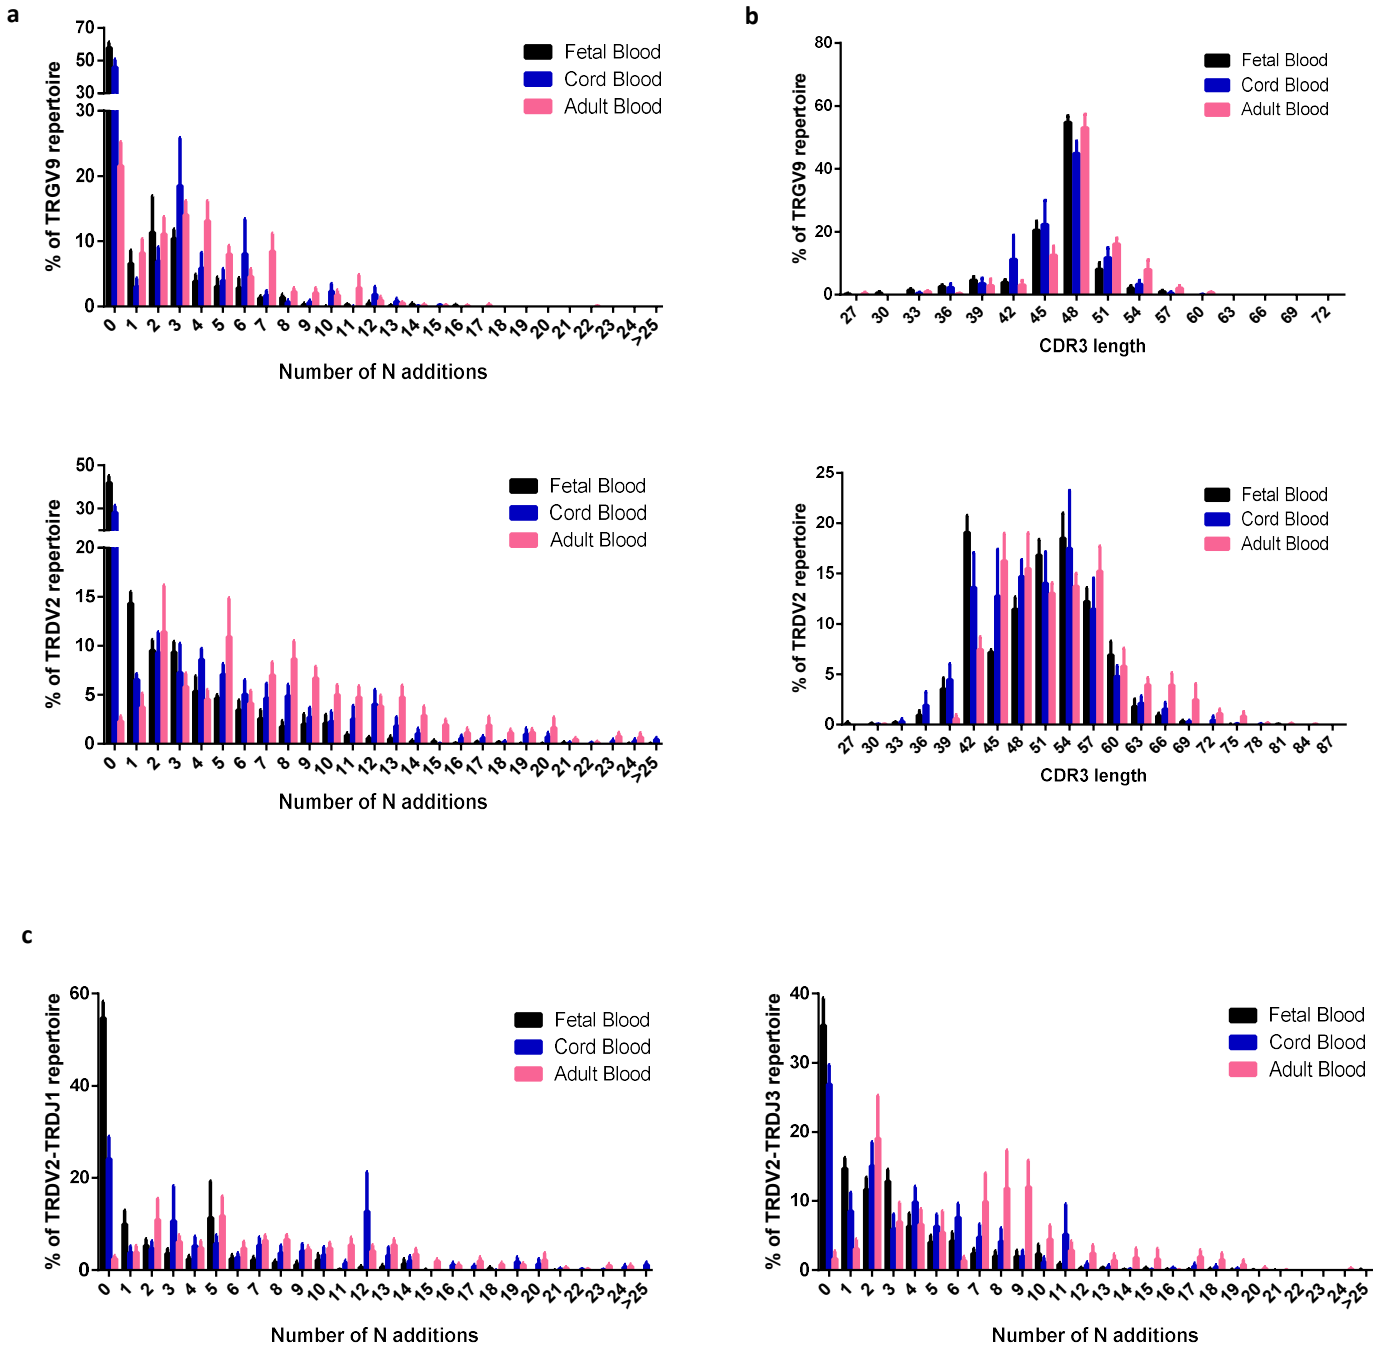 a
% of TRGV9 repertoire
70
50
30
30
20
10
0
Fetal Blood
Cord Blood
Adult Blood
0 1 2 3 4 5 6 7 8 9 10 11 12 13 14 15 16 17 18 19 20 21 22 23 24 >25
Number of N additions
b
% of TRGV9 repertoire
80
60
40
20
0
Fetal Blood
Cord Blood
Adult Blood
27 30 33 36 39 42 45 48 51 54 57 60 63 66 69 72
CDR3 length
% of TRDV2 repertoire
50
30
20
15
10
5
0
Fetal Blood
Cord Blood
Adult Blood
0 1 2 3 4 5 6 7 8 9 10 11 12 13 14 15 16 17 18 19 20 21 22 23 24 >25
Number of N additions
% of TRDV2 repertoire
25
20
15
10
5
0
Fetal Blood
Cord Blood
Adult Blood
27 30 33 36 39 42 45 48 51 54 57 60 63 66 69 72 75 78 81 84 87
CDR3 length
c
% of TRDV2-TRDJ1 repertoire
60
40
20
0
Fetal Blood
Cord Blood
Adult Blood
0 1 2 3 4 5 6 7 8 9 10 11 12 13 14 15 16 17 18 19 20 21 22 23 24 >25
Number of N additions
% of TRDV2-TRDJ3 repertoire
40
30
20
10
0
Fetal Blood
Cord Blood
Adult Blood
0 1 2 3 4 5 6 7 8 9 10 11 12 13 14 15 16 17 18 19 20 21 22 23 24 >25
Number of N additions